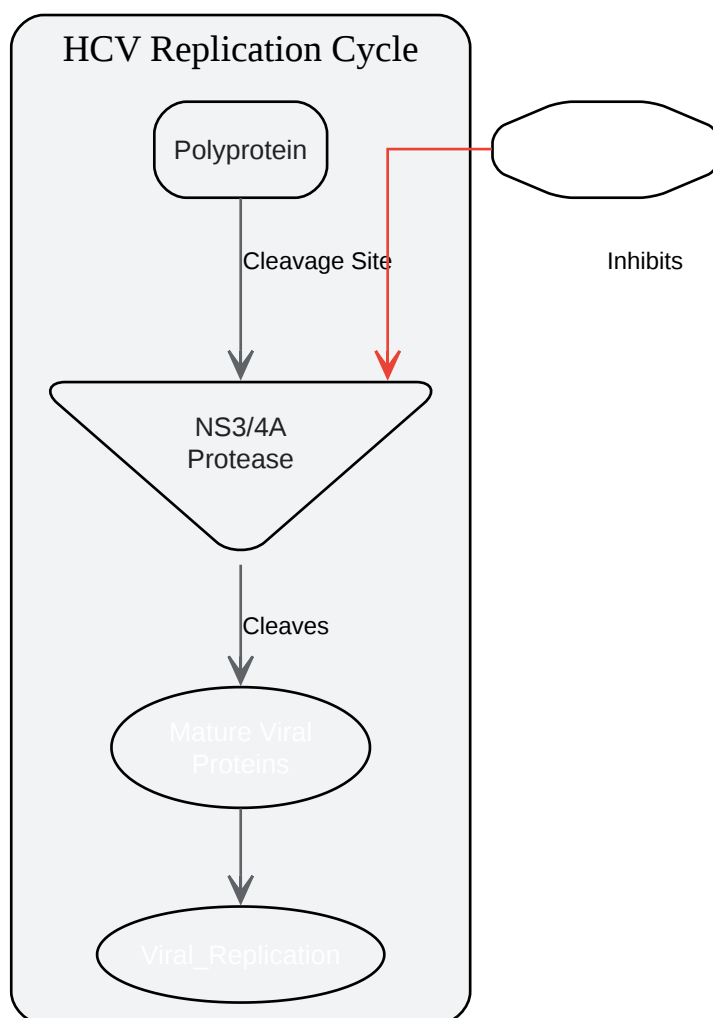 HCV Replication Cycle
Polyprotein
Cleavage Site
Inhibits
NS3/4A
Protease
Cleaves
Mature Viral
Proteins
Viral_Replication